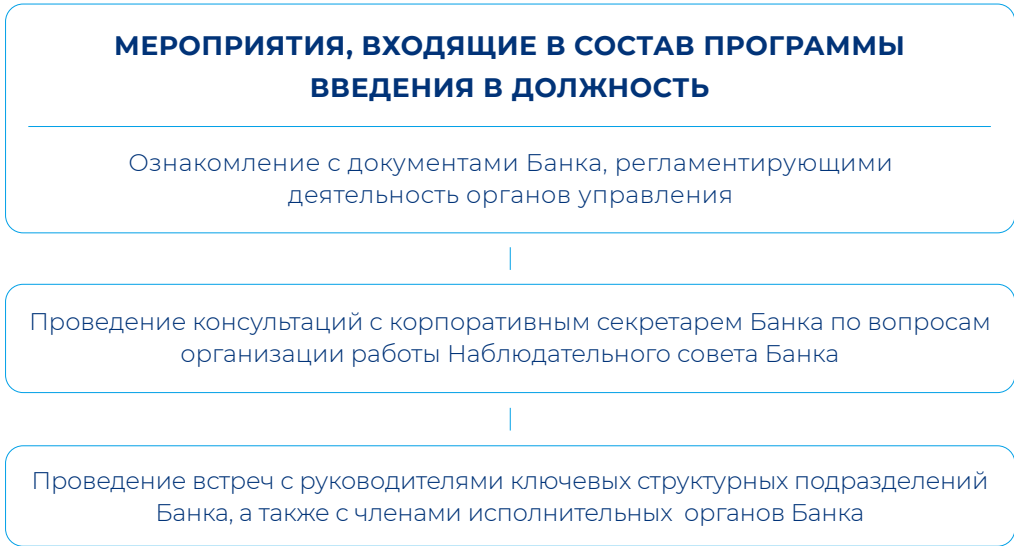 МЕРОПРИЯТИЯ, ВХОДЯЩИЕ В СОСТАВ ПРОГРАММЫ
ВВЕДЕНИЯ В ДОЛЖНОСТЬ
Ознакомление с документами Банка, регламентирующими
деятельность органов управления
Проведение консультаций с корпоративным секретарем Банка по вопросам
организации работы Наблюдательного совета Банка
Проведение встреч с руководителями ключевых структурных подразделений
Банка, а также с членами исполнительных органов Банка